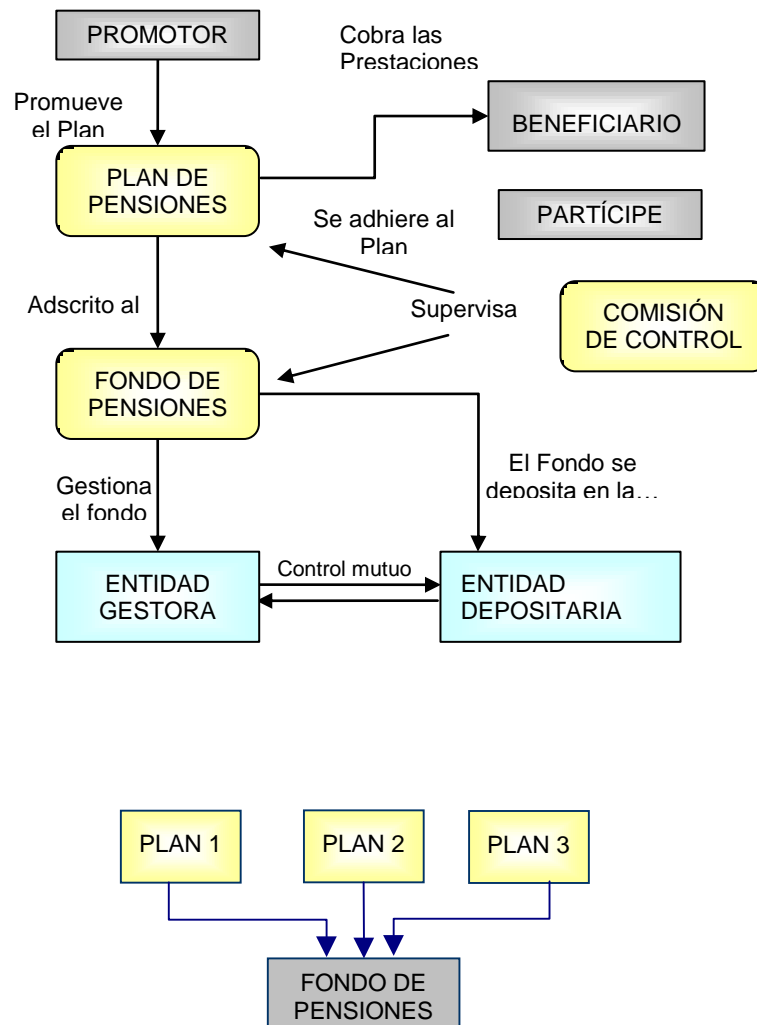 PROMOTOR
Cobra las
Prestaciones
Promueve
el Plan
BENEFICIARIO
PLAN DE
PENSIONES
PARTÍCIPE
Se adhiere al
Plan
Adscrito al
Supervisa
COMISIÓN
DE CONTROL
FONDO DE
PENSIONES
El Fondo se
deposita en la…
Gestiona
el fondo
ENTIDAD
GESTORA
Control mutuo
ENTIDAD
DEPOSITARIA
PLAN 1
PLAN 2
PLAN 3
FONDO DE
PENSIONES